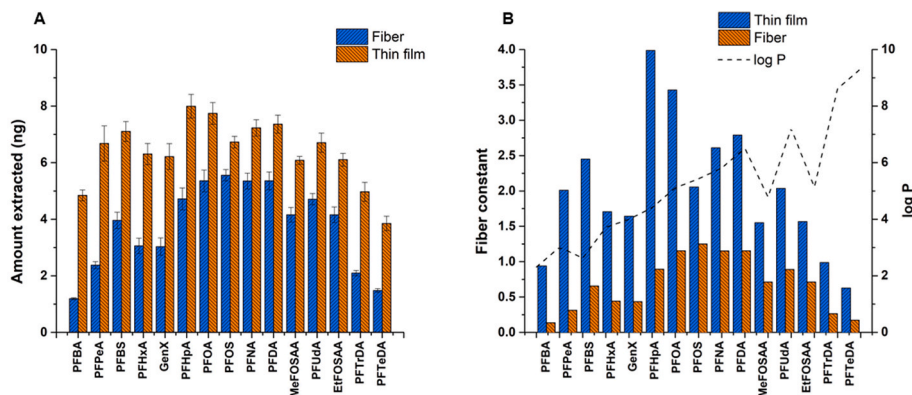 A
Fiber
Thin film
Amount extracted (ng)
10
8
6
4
2
0
PFBA
PFPeA
PFBS
PFHxA
GenX
PFHpA
PFOA
PFOS
PFNA
PFDA
MeFOSAA
PFUdA
EtFOSAA
PFTrDA
PFTeDA
B
Thin film
Fiber
log P
Fiber constant
4.0
3.5
3.0
2.5
2.0
1.5
1.0
0.5
0.0
10
8
6
4
2
0
log P
PFBA
PFPeA
PFBS
PFHxA
GenX
PFHpA
PFOA
PFOS
PFNA
PFDA
MeFOSAA
PFUdA
EtFOSAA
PFTrDA
PFTeDA